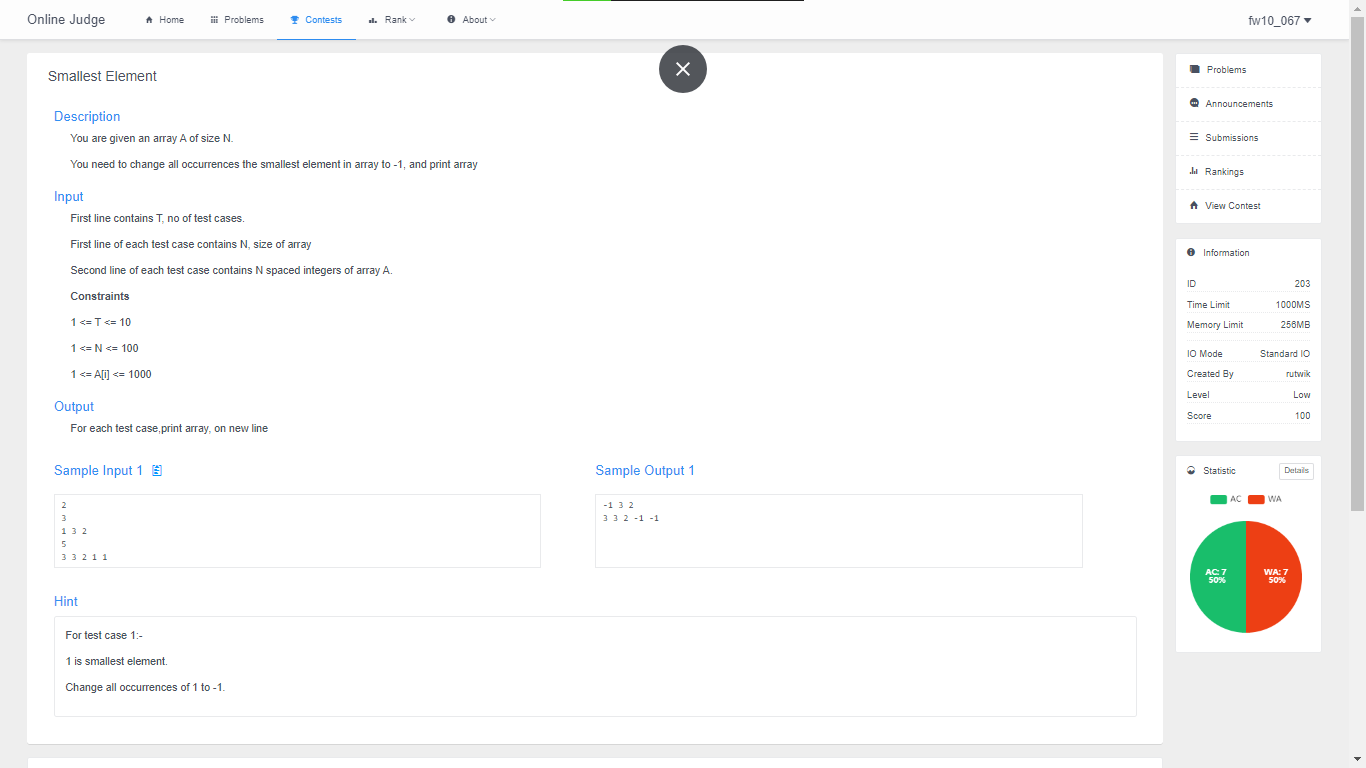 Online Judge
Home
Problems
Contests
Rank
About
fw10_067
Smallest Element
Description
You are given an array A of size N.
You need to change all occurrences the smallest element in array to -1, and print array
Input
First line contains T, no of test cases.
First line of each test case contains N, size of array
Second line of each test case contains N spaced integers of array A.
Constraints
1 <= T <= 10
1 <= N <= 100
1 <= A[i] <= 1000
Output
For each test case,print array, on new line
Sample Input 1
2
3
1 3 2
5
3 3 2 1 1
Sample Output 1
-1 3 2
3 3 2 -1 -1
Hint
For test case 1:-
1 is smallest element.
Change all occurrences of 1 to -1.
Problems
Announcements
Submissions
Rankings
View Contest
Information
ID 203
Time Limit 1000MS
Memory Limit 256MB
IO Mode Standard IO
Created By rutwik
Level Low
Score 100
Statistic Details
AC WA
AC: 7
50%
WA: 7
50%